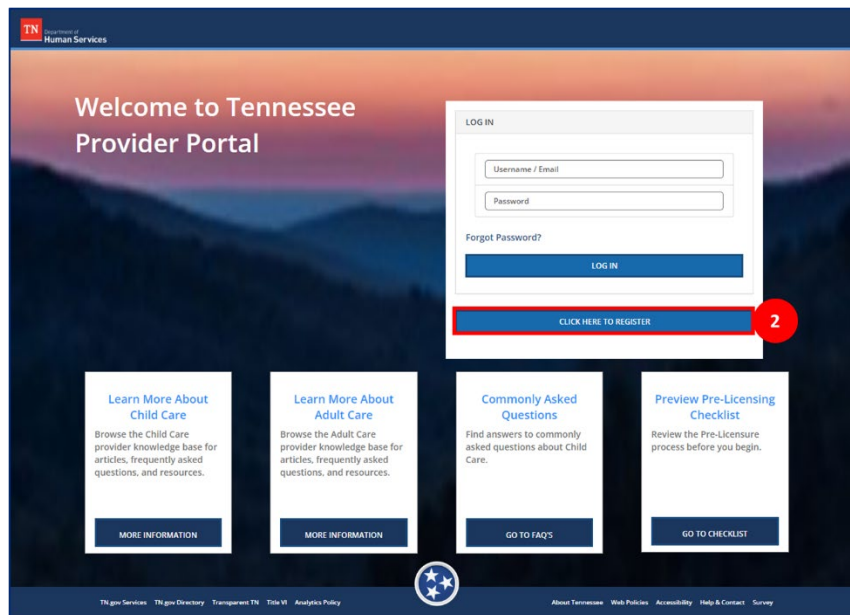 TN
Department of
Human Services
Welcome to Tennessee
Provider Portal
LOG IN
Username / Email
Password
Forgot Password?
LOG IN
CLICK HERE TO REGISTER
2
Learn More About
Child Care
Browse the Child Care
provider knowledge base for
articles, frequently asked
questions, and resources.
MORE INFORMATION
Learn More About
Adult Care
Browse the Adult Care
provider knowledge base for
articles, frequently asked
questions, and resources.
MORE INFORMATION
Commonly Asked
Questions
Find answers to commonly
asked questions about Child
Care.
GO TO FAQ'S
Preview Pre-Licensing
Checklist
Review the Pre-Licensure
process before you begin.
GO TO CHECKLIST
TN.gov Services TN.gov Directory Transparent TN Title VI Analytics Policy
About Tennessee Web Policies Accessibility Help & Contact Survey